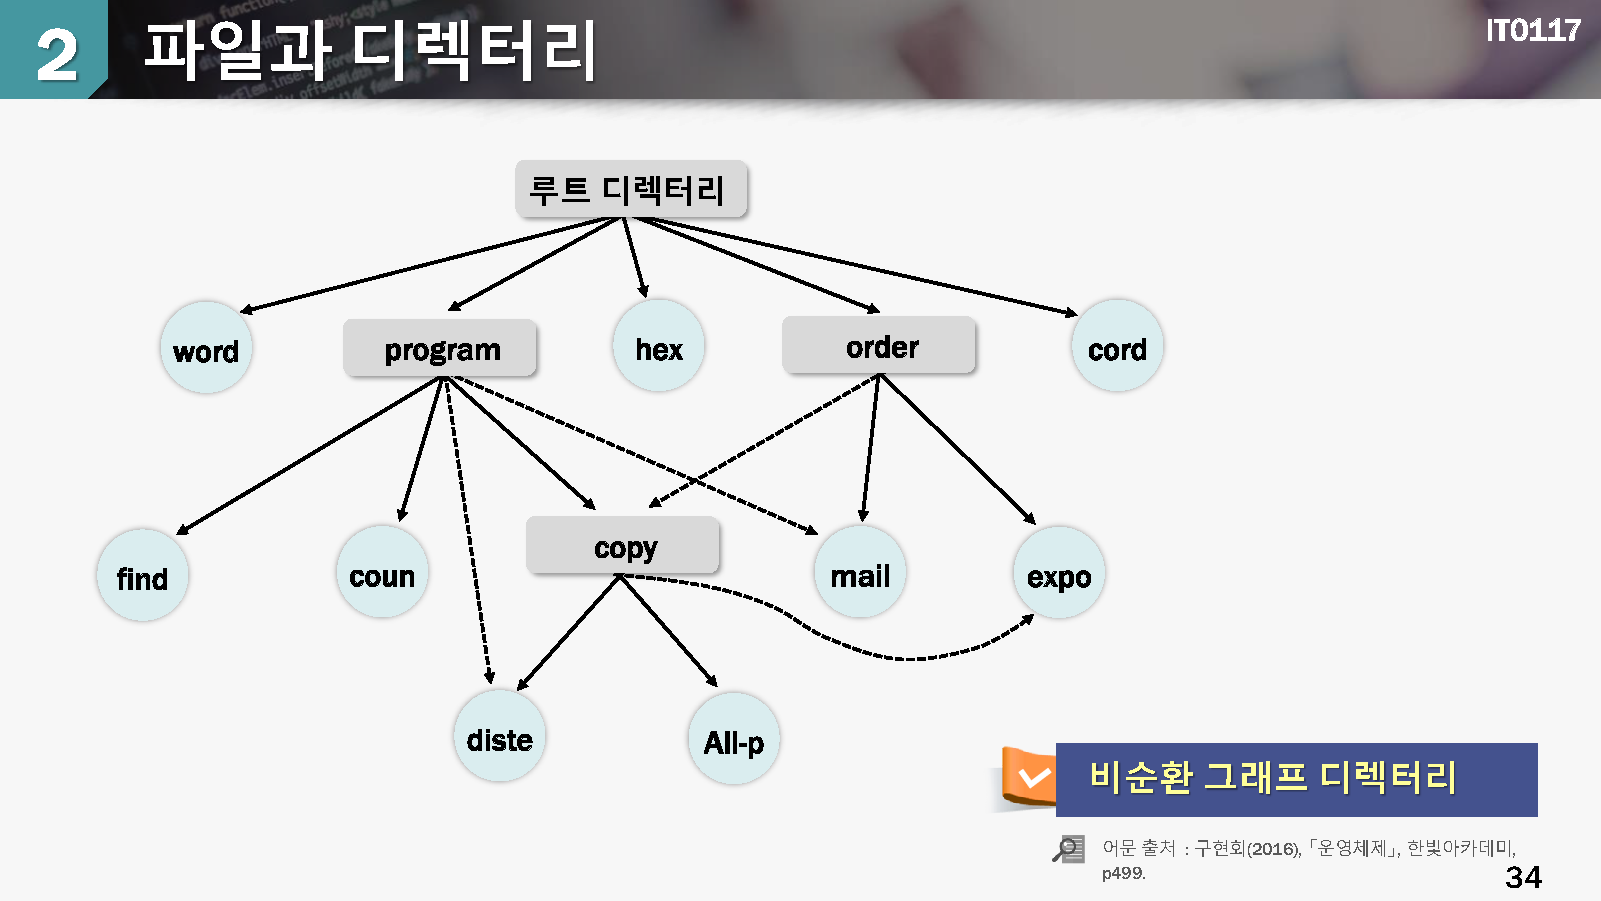 2 파일과 디렉터리
IT0117
루트 디렉터리
word
program
hex
order
cord
find
coun
copy
mail
expo
diste
All-p
비순환 그래프 디렉터리
어문 출처 : 구현회(2016), 「운영체제」, 한빛아카데미,
p499.
34